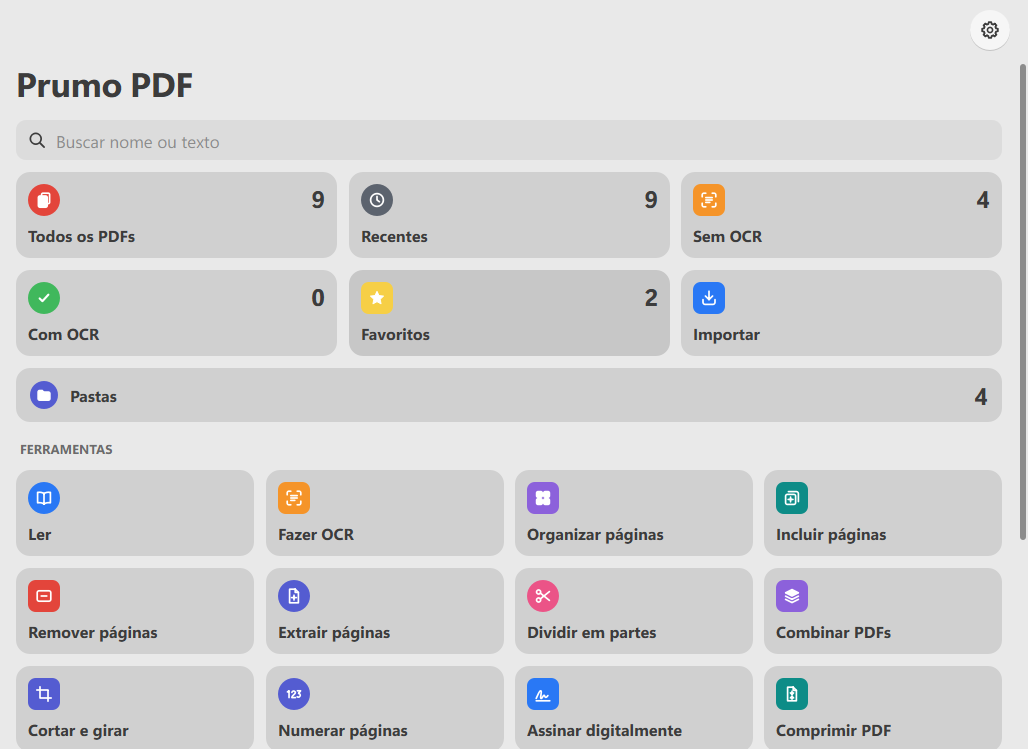 Prumo PDF
Buscar nome ou texto
9
Todos os PDFs
9
Recentes
4
Sem OCR
0
Com OCR
2
Favoritos
Importar
Pastas
4
FERRAMENTAS
Ler
Fazer OCR
Organizar páginas
Incluir páginas
Remover páginas
Extrair páginas
Dividir em partes
Combinar PDFs
Cortar e girar
123
Numerar páginas
Assinar digitalmente
Comprimir PDF